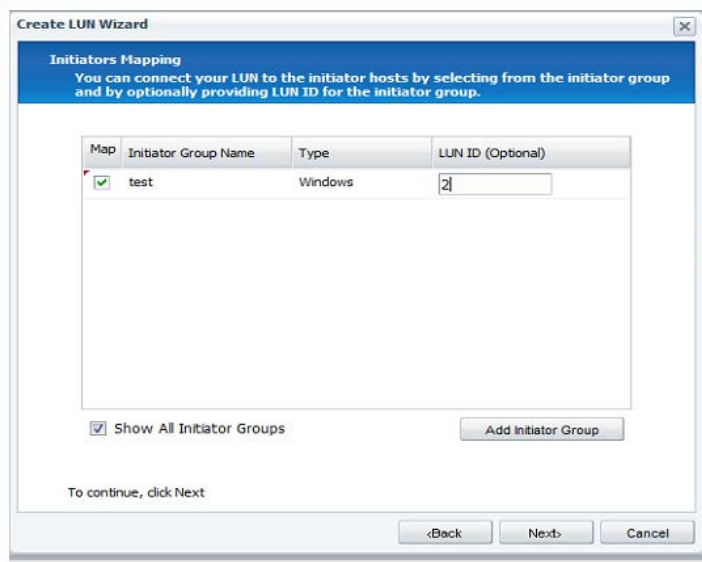 Create LUN Wizard
Initiators Mapping
You can connect your LUN to the initiator hosts by selecting from the initiator group
and by optionally providing LUN ID for the initiator group.
Map Initiator Group Name Type LUN ID (Optional)
test Windows 2
Show All Initiator Groups Add Initiator Group
To continue, click Next
<Back Next> Cancel